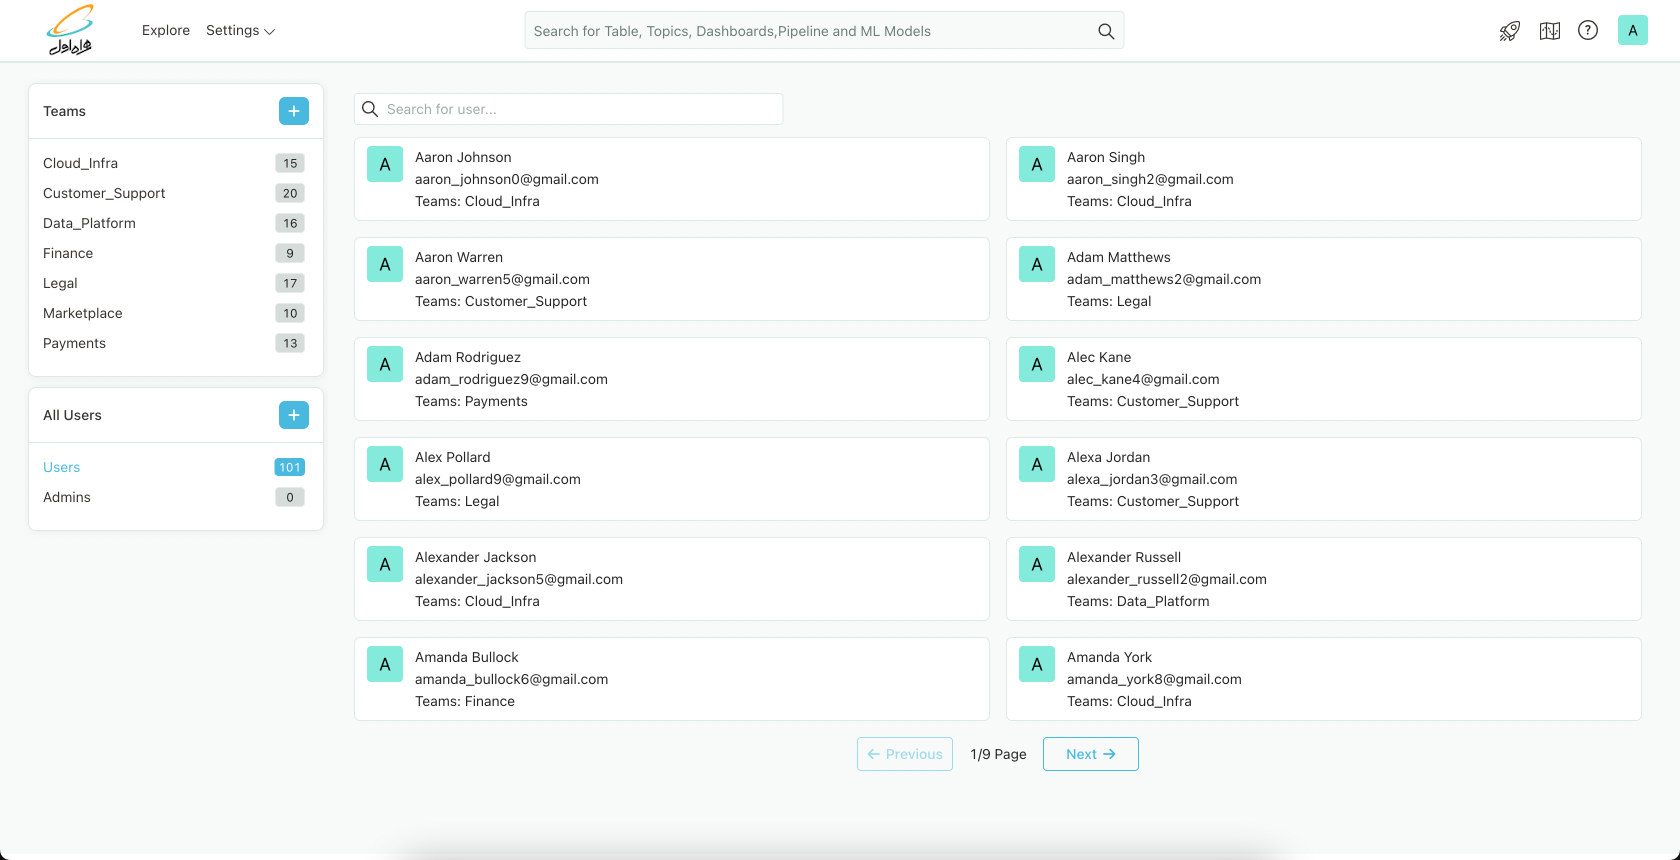 همراه اول
Explore
Settings
Search for Table, Topics, Dashboards,Pipeline and ML Models
?
A
Teams
+
Cloud_Infra 15
Customer_Support 20
Data_Platform 16
Finance 9
Legal 17
Marketplace 10
Payments 13
All Users
+
Users 101
Admins 0
Search for user...
A
Aaron Johnson
aaron_johnson0@gmail.com
Teams: Cloud_Infra
A
Aaron Singh
aaron_singh2@gmail.com
Teams: Cloud_Infra
A
Aaron Warren
aaron_warren5@gmail.com
Teams: Customer_Support
A
Adam Matthews
adam_matthews2@gmail.com
Teams: Legal
A
Adam Rodriguez
adam_rodriguez9@gmail.com
Teams: Payments
A
Alec Kane
alec_kane4@gmail.com
Teams: Customer_Support
A
Alex Pollard
alex_pollard9@gmail.com
Teams: Legal
A
Alexa Jordan
alexa_jordan3@gmail.com
Teams: Customer_Support
A
Alexander Jackson
alexander_jackson5@gmail.com
Teams: Cloud_Infra
A
Alexander Russell
alexander_russell2@gmail.com
Teams: Data_Platform
A
Amanda Bullock
amanda_bullock6@gmail.com
Teams: Finance
A
Amanda York
amanda_york8@gmail.com
Teams: Cloud_Infra
← Previous
1/9 Page
Next →